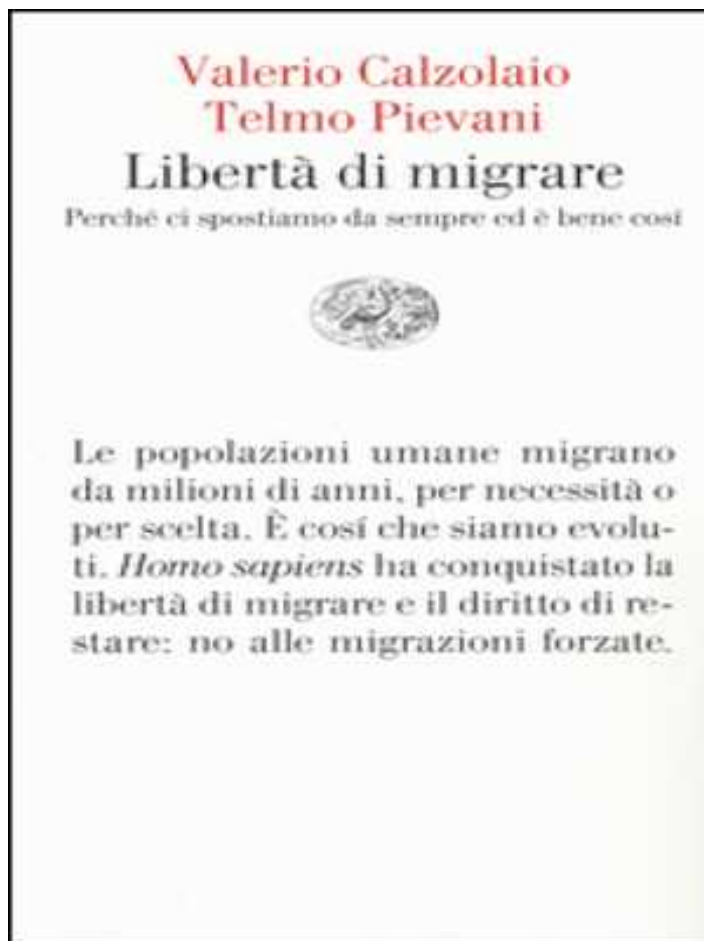 Valerio Calzolaio
Telmo Pievani
Libertà di migrare
Perché ci spostiamo da sempre ed è bene cosí
Le popolazioni umane migrano
da milioni di anni, per necessità o
per scelta. È cosí che siamo evolu-
ti. Homo sapiens ha conquistato la
libertà di migrare e il diritto di re-
stare: no alle migrazioni forzate.